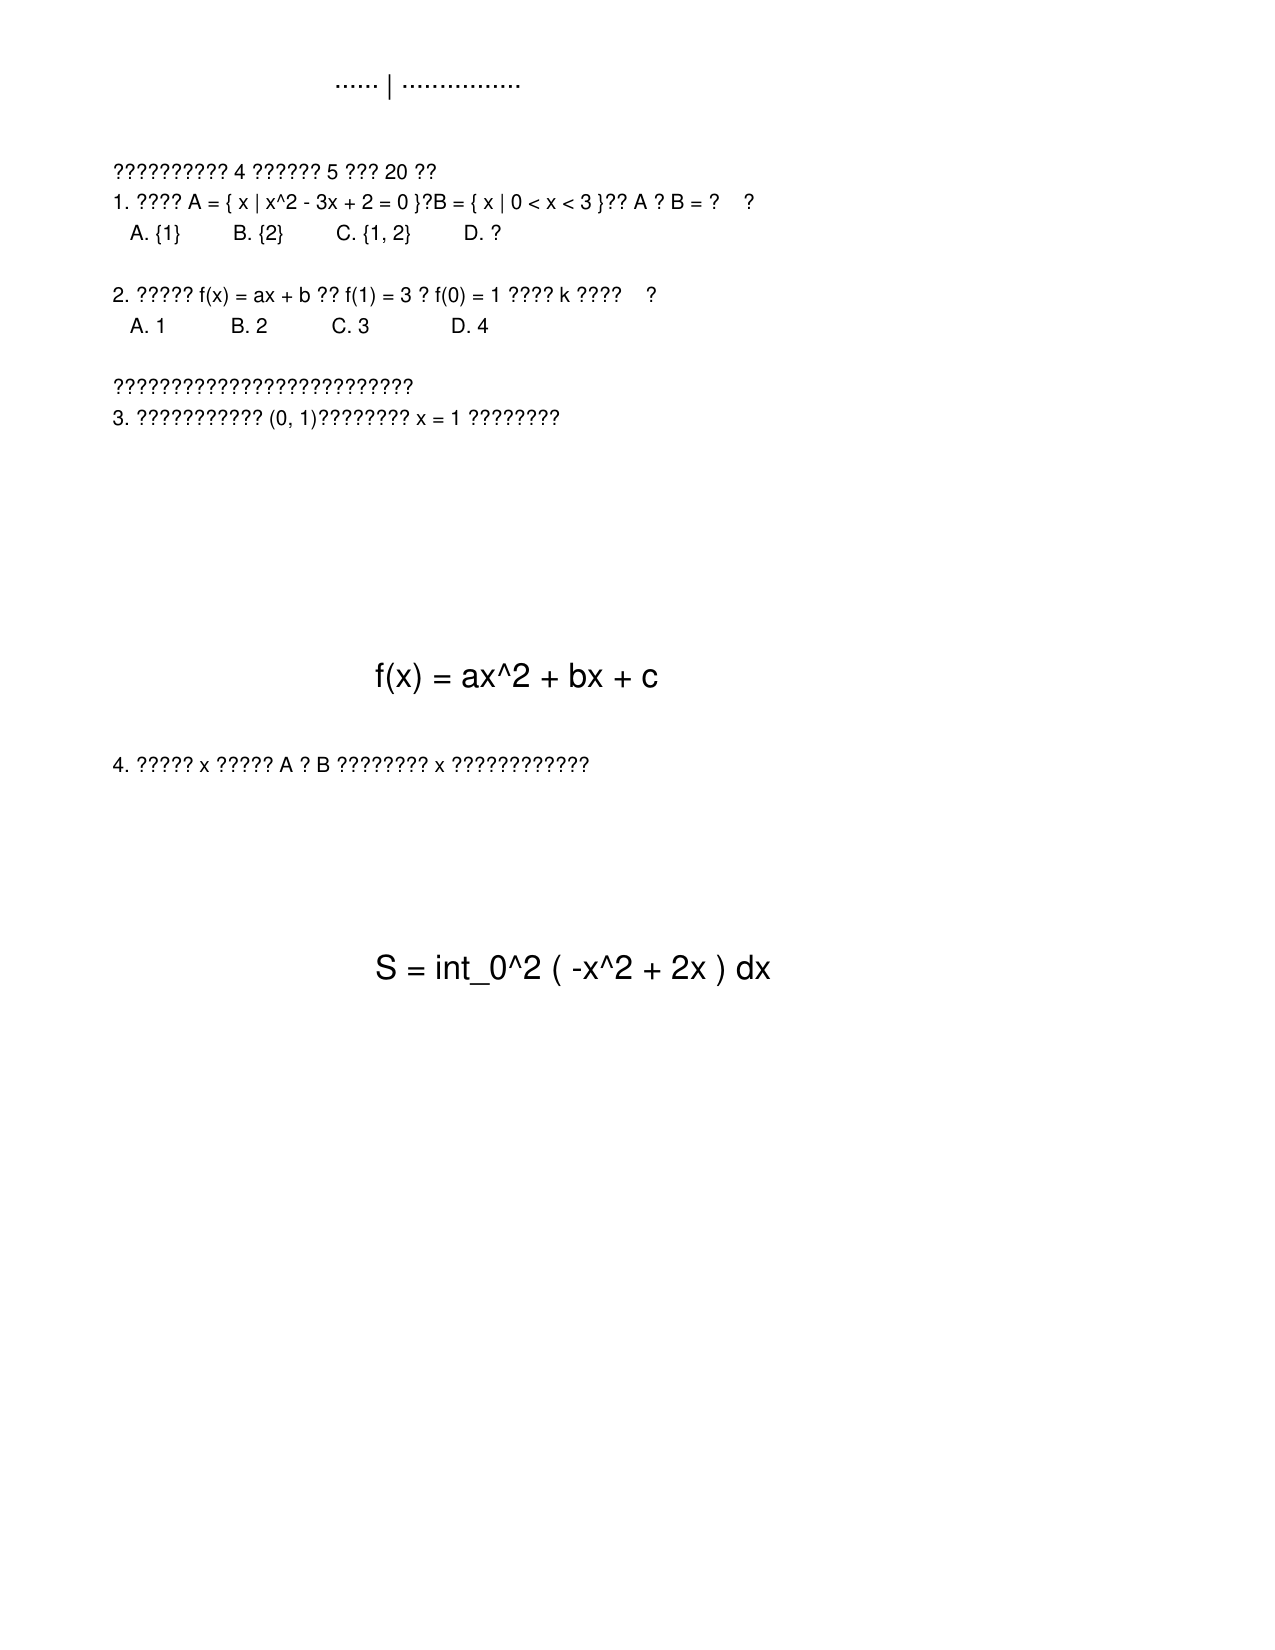 ...... | ................
?????????? 4 ?????? 5 ??? 20 ??
1. ???? A = { x | x^2 - 3x + 2 = 0 }?B = { x | 0 < x < 3 }?? A ? B = ? ?
A. {1} B. {2} C. {1, 2} D. ?
2. ????? f(x) = ax + b ?? f(1) = 3 ? f(0) = 1 ???? k ???? ?
A. 1 B. 2 C. 3 D. 4
??????????????????????????
3. ??????????? (0, 1)???????? x = 1 ????????
f(x) = ax^2 + bx + c
4. ????? x ????? A ? B ???????? x ????????????
S = int_0^2 ( -x^2 + 2x ) dx